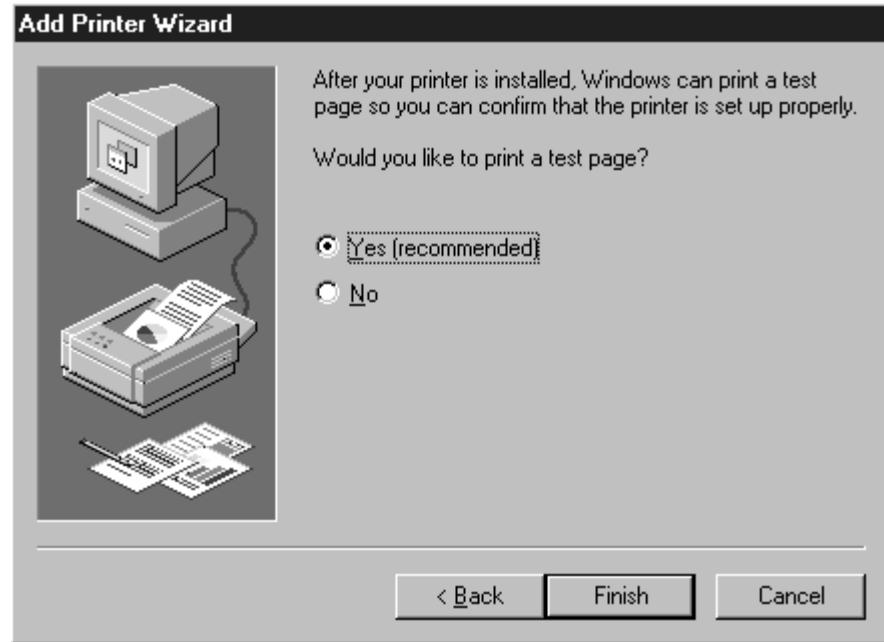 Add Printer Wizard
After your printer is installed, Windows can print a test
page so you can confirm that the printer is set up properly.
Would you like to print a test page?
Yes (recommended)
No
< Back Finish Cancel